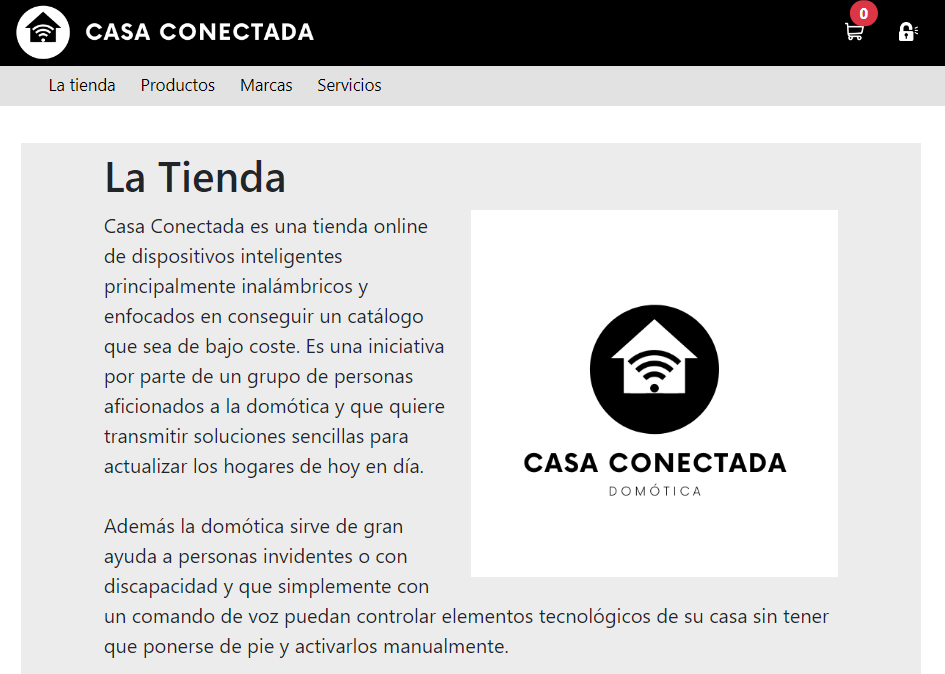 CASA CONECTADA
0
La tienda Productos Marcas Servicios
La Tienda
Casa Conectada es una tienda online
de dispositivos inteligentes
principalmente inalámbricos y
enfocados en conseguir un catálogo
que sea de bajo coste. Es una iniciativa
por parte de un grupo de personas
aficionados a la domótica y que quiere
transmitir soluciones sencillas para
actualizar los hogares de hoy en día.
CASA CONECTADA
DOMÓTICA
Además la domótica sirve de gran
ayuda a personas invidentes o con
discapacidad y que simplemente con
un comando de voz puedan controlar elementos tecnológicos de su casa sin tener
que ponerse de pie y activarlos manualmente.